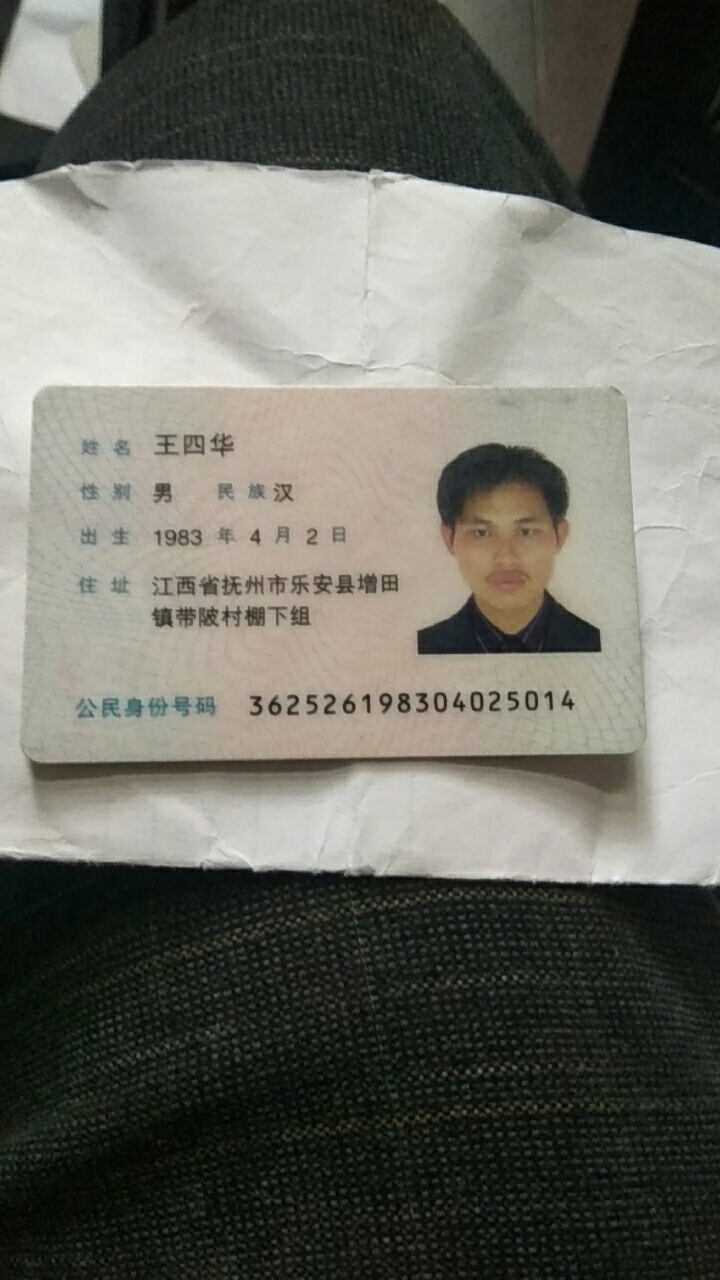 姓名 王四华
性别 男 民族 汉
出生 1983 年 4 月 2 日
住址 江西省抚州市乐安县增田
镇带陂村棚下组
公民身份号码 362526198304025014